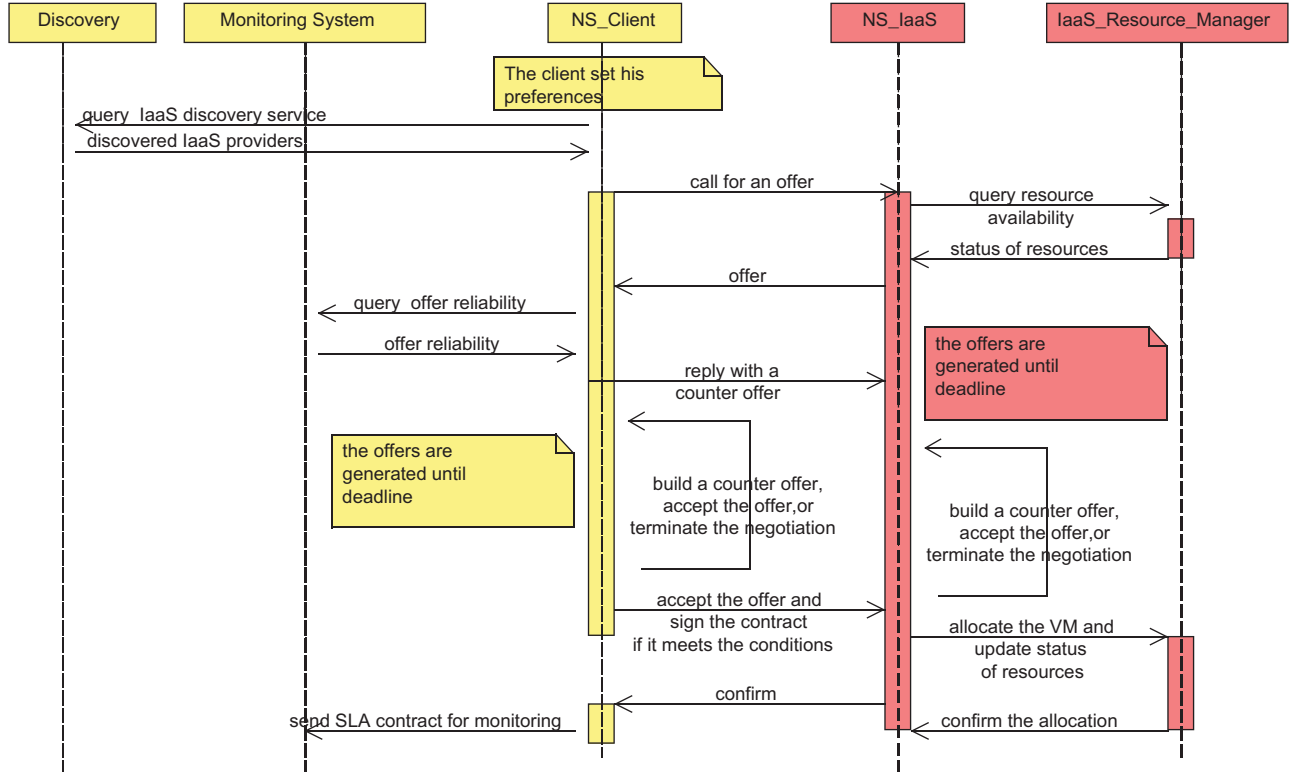 Discovery
Monitoring System
NS_Client
NS_IaaS
IaaS_Resource_Manager
The client set his
preferences
query IaaS discovery service
discovered IaaS providers
call for an offer
query resource
availability
status of resources
offer
query offer reliability
offer reliability
the offers are
generated until
deadline
reply with a
counter offer
the offers are
generated until
deadline
build a counter offer,
accept the offer,or
terminate the negotiation
build a counter offer,
accept the offer,or
terminate the negotiation
accept the offer and
sign the contract
if it meets the conditions
allocate the VM and
update status
of resources
confirm
send SLA contract for monitoring
confirm the allocation